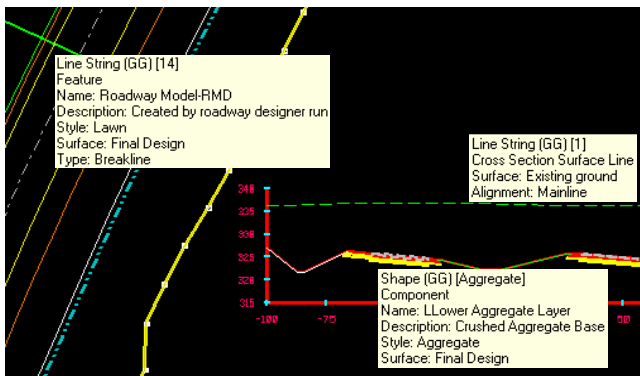 Line String (GG) [14]
Feature
Name: Roadway Model-RMD
Description: Created by roadway designer run
Style: Lawn
Surface: Final Design
Type: Breakline
Line String (GG) [1]
Cross Section Surface Line
Surface: Existing ground
Alignment: Mainline
340
335
330
325
320
315
-100
-75
50
Shape (GG) [Aggregate]
Component
Name: LLower Aggregate Layer
Description: Crushed Aggregate Base
Style: Aggregate
Surface: Final Design